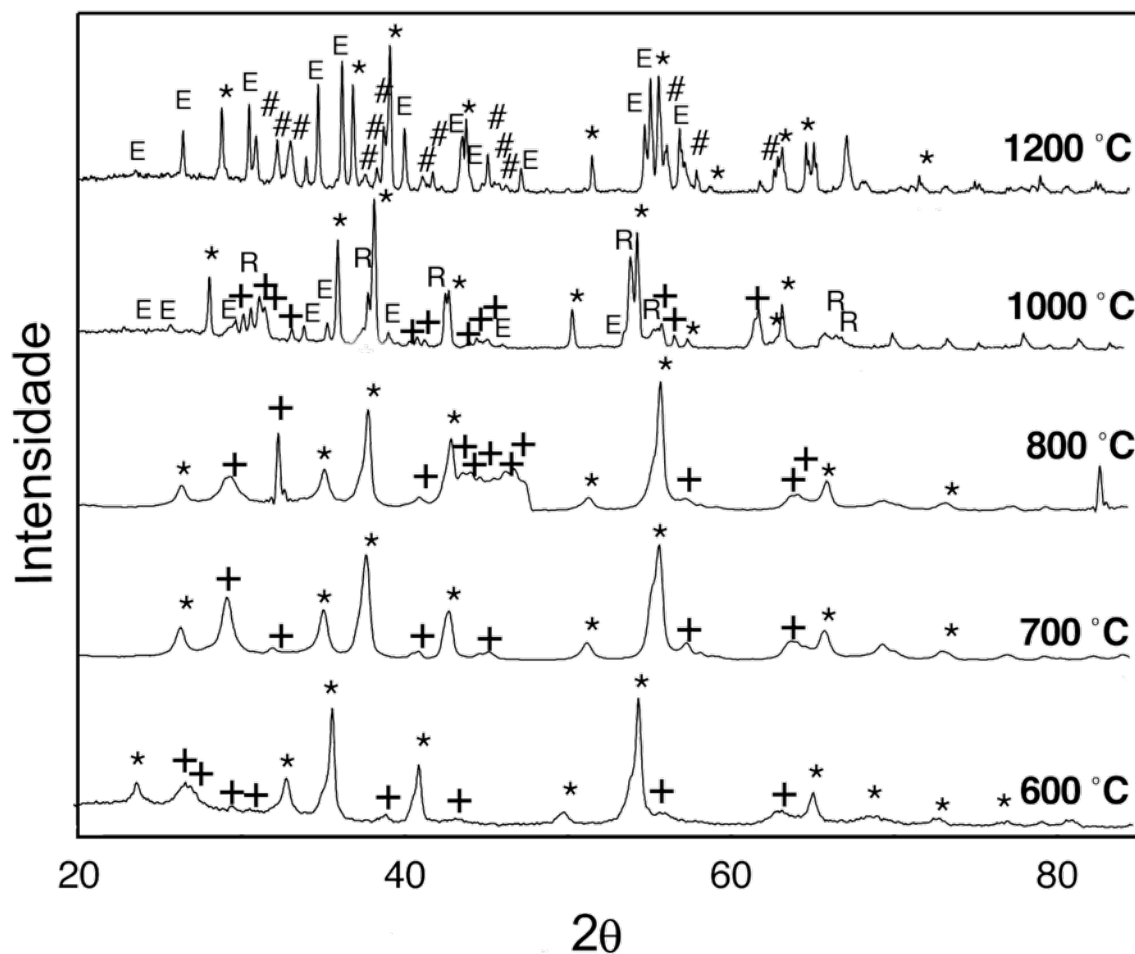 E E E * E # # # E E * # # # * E # # E * E # # # E * E E * # E # * # * * *
1200 °C
E E * E + R + + + E E * R * E + + R * + + + E * E R * R + + * + * * R R
1000 °C
* + + * * + * + + + + + * * + + + * *
800 °C
* + + * * + * + * * + + * *
700 °C
* + + + + * * + * + * * + + * * * *
600 °C
Intensidade
20 40 60 80
2θ